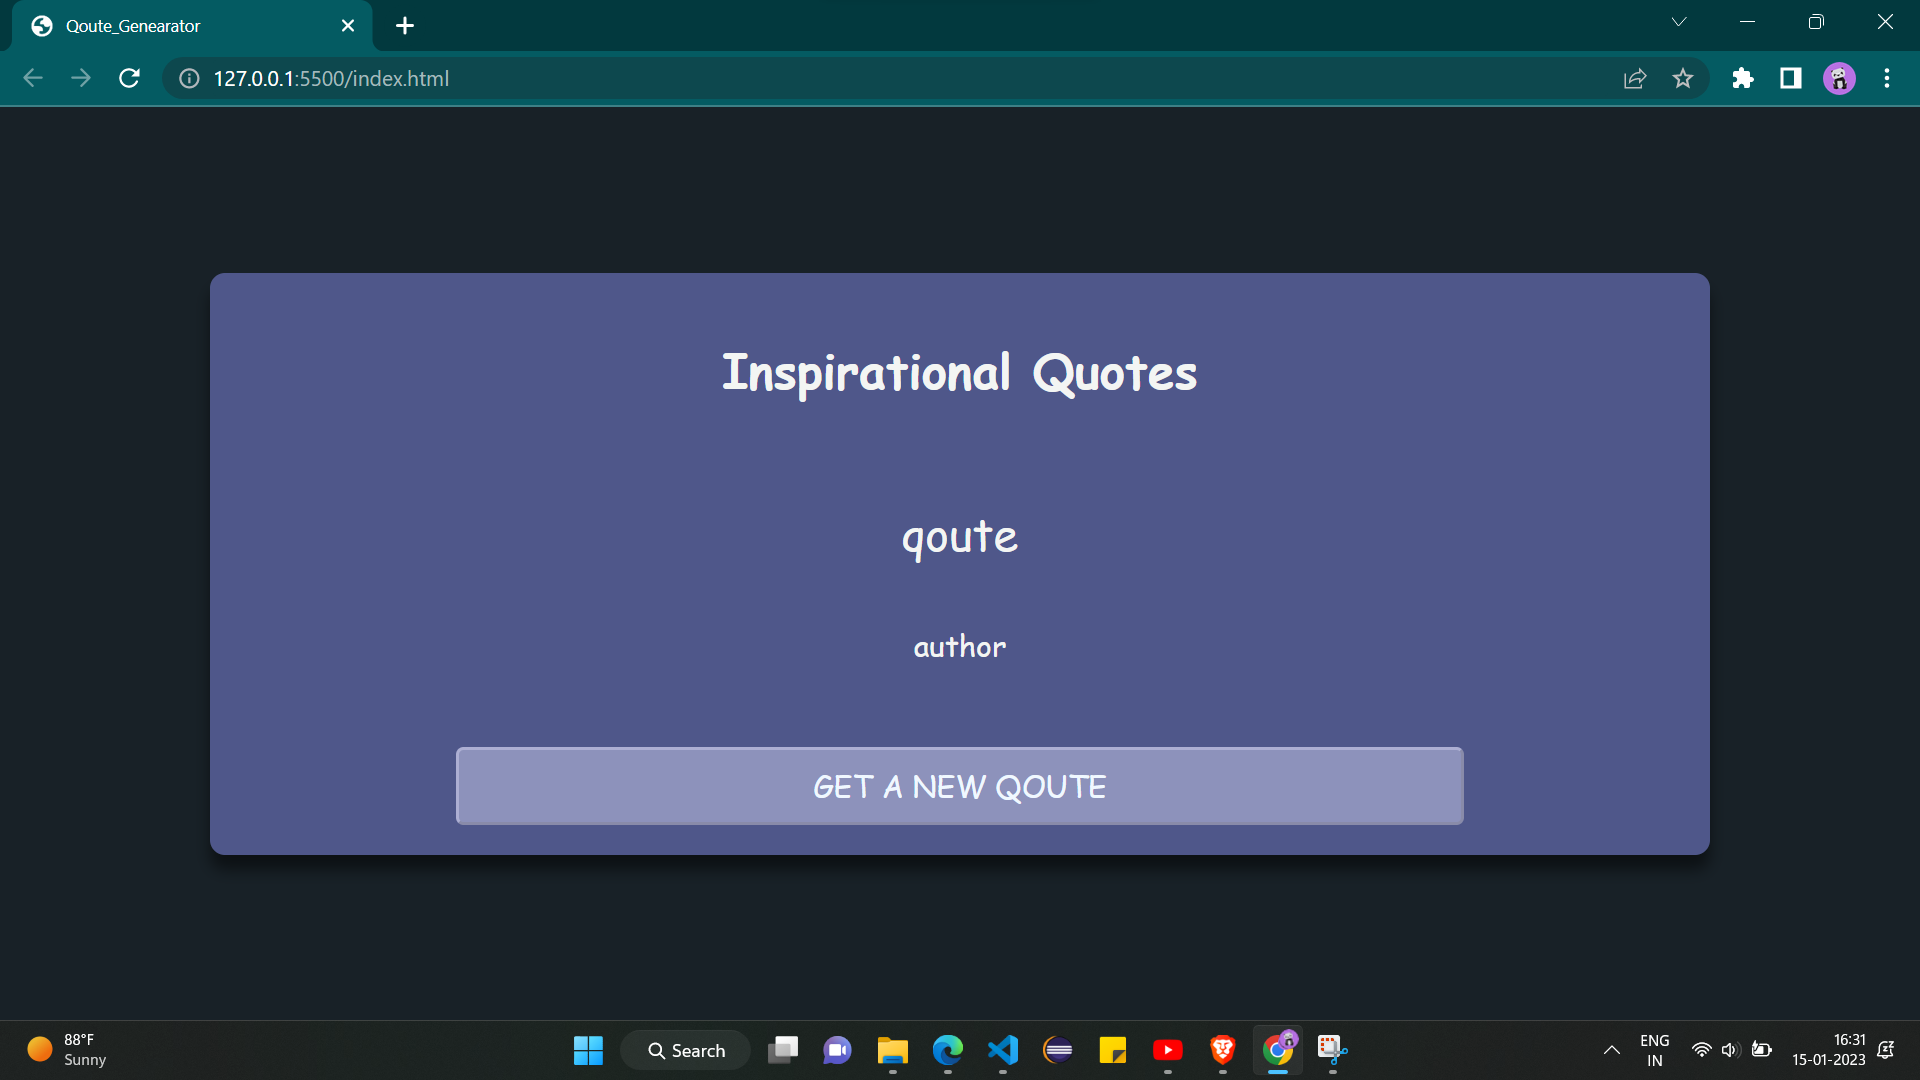 Qoute_Genearator
127.0.0.1:5500/index.html
Inspirational Quotes
qoute
author
GET A NEW QOUTE
88°F
Sunny
Search
ENG
IN
16:31
15-01-2023